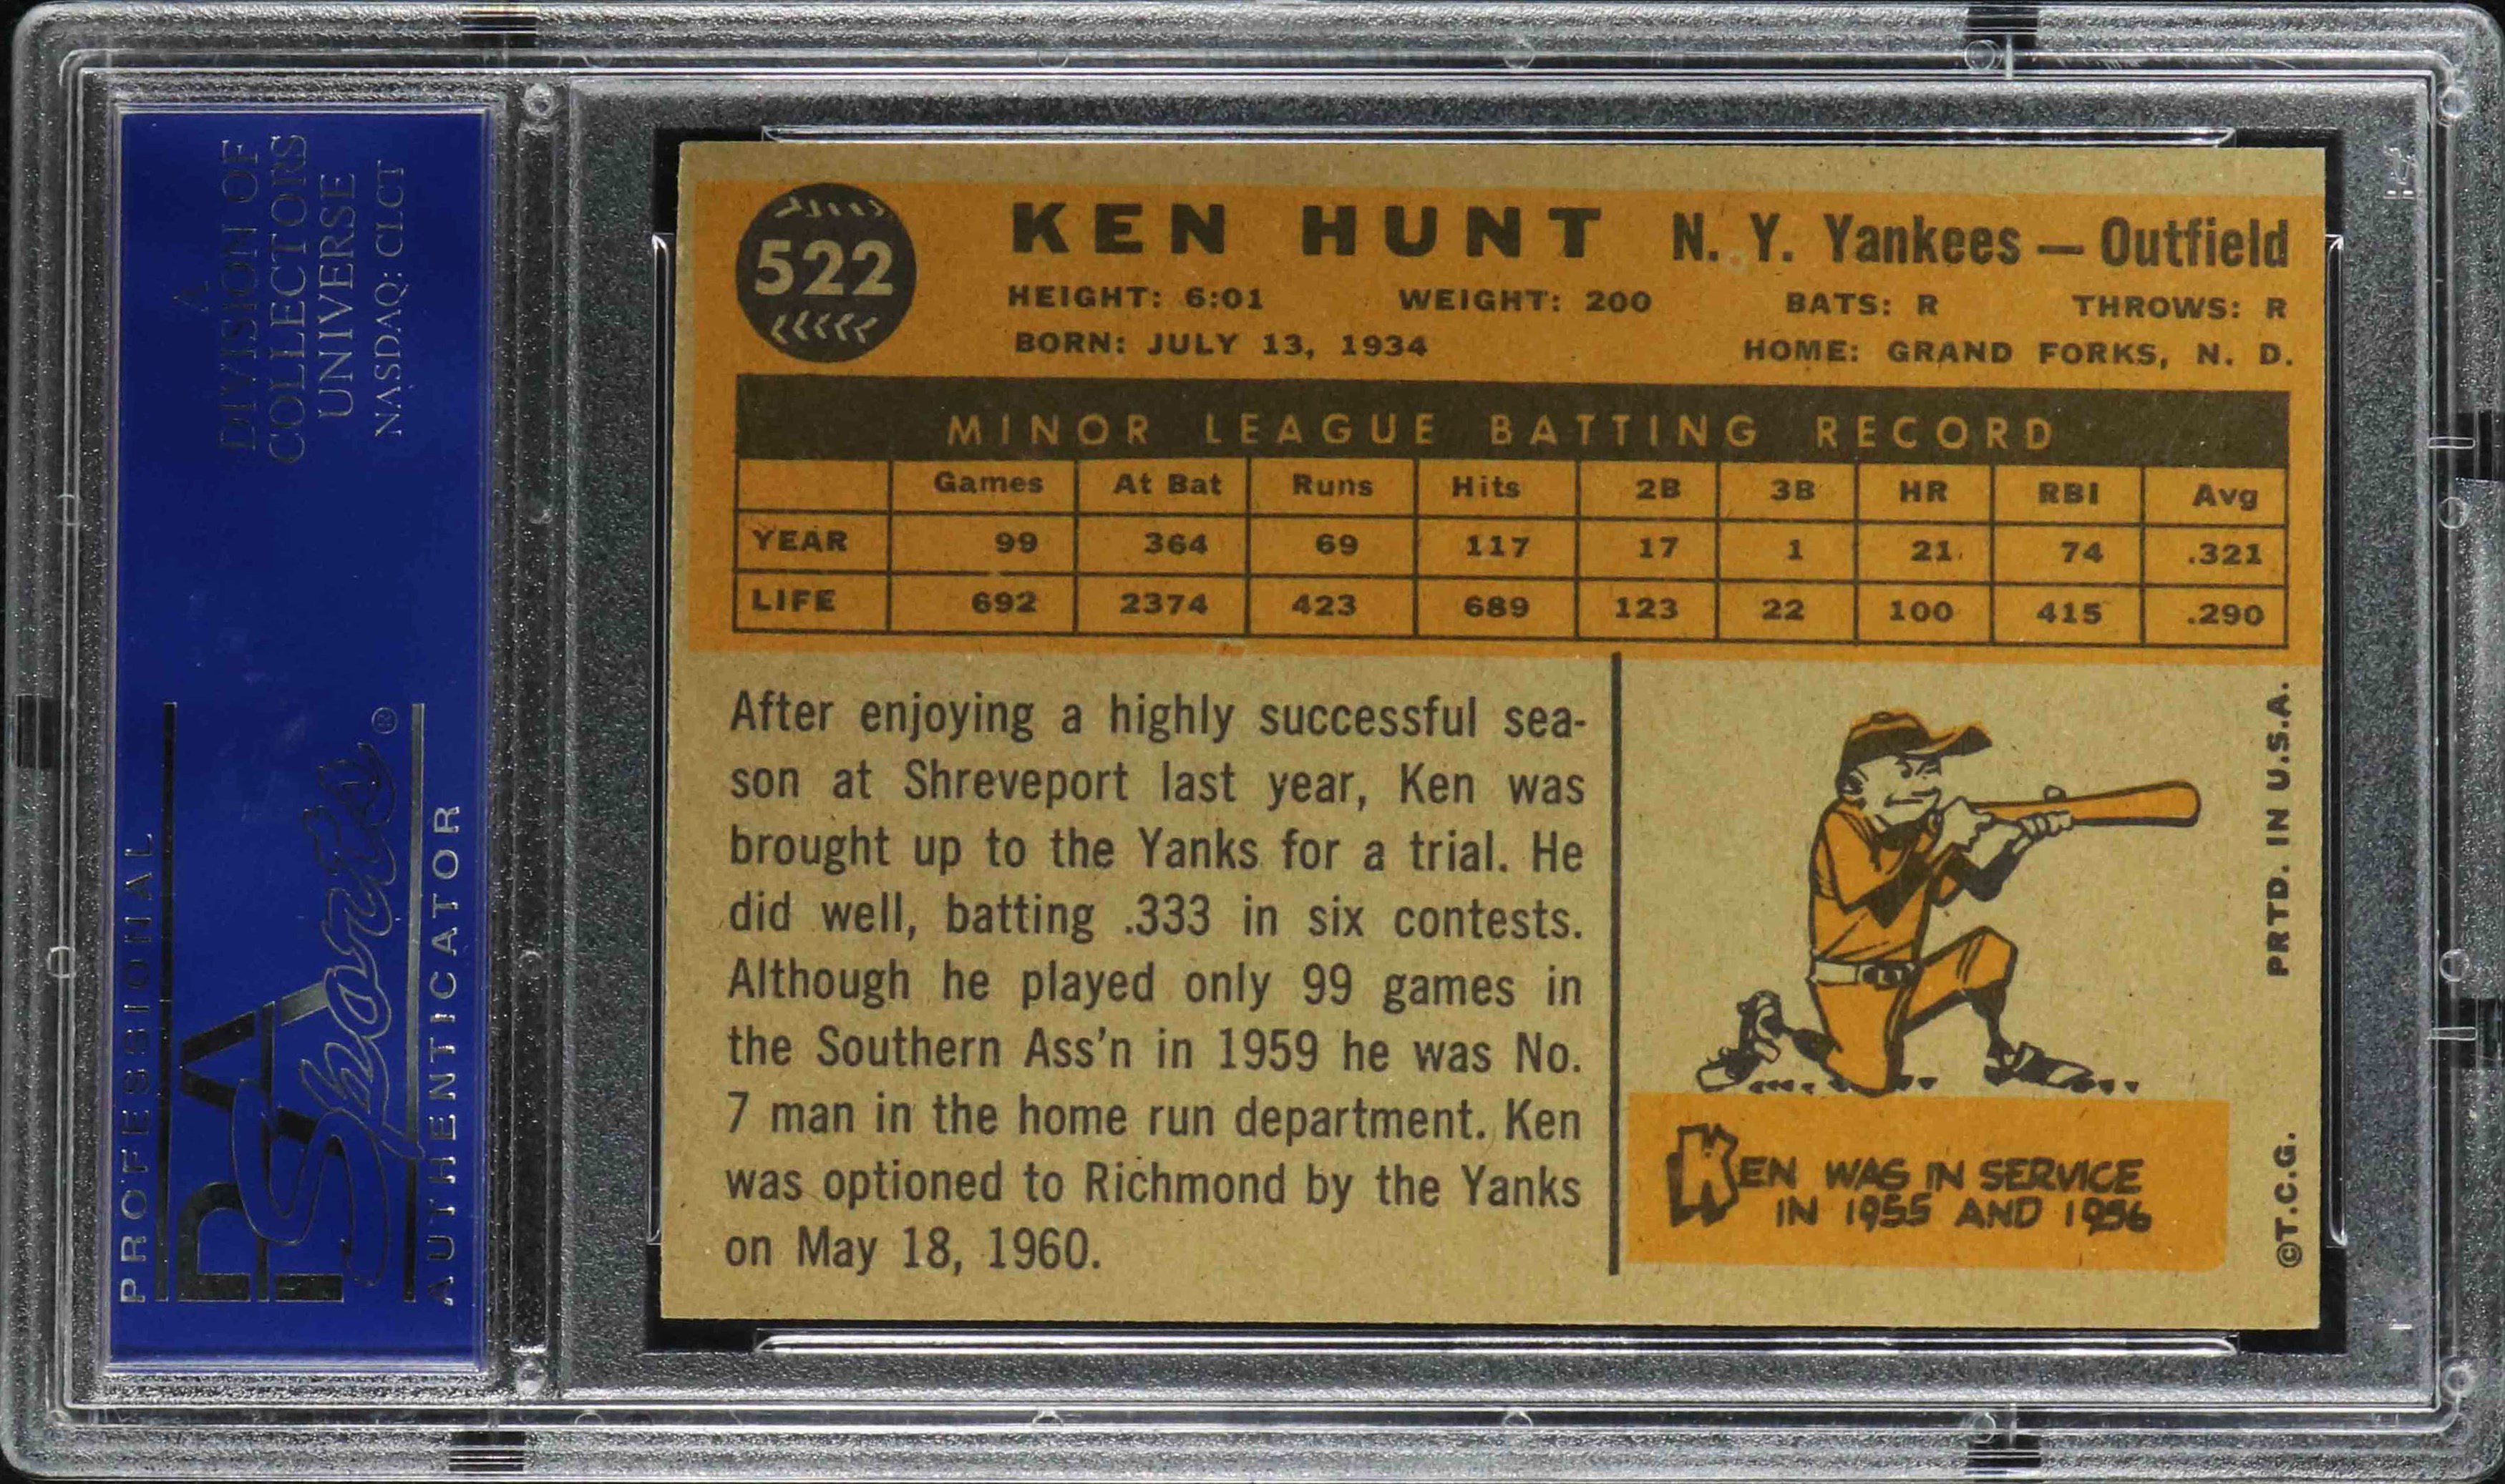 A
DIVISION OF
COLLECTORS
UNIVERSE
NASDAQ: CLCT
PROFESSIONAL
PSA
Sports®
AUTHENTICATOR
522
KEN HUNT N. Y. Yankees — Outfield
HEIGHT: 6:01 WEIGHT: 200 BATS: R THROWS: R
BORN: JULY 13, 1934 HOME: GRAND FORKS, N. D.
MINOR LEAGUE BATTING RECORD
Games At Bat Runs Hits 2B 3B HR RBI Avg
YEAR 99 364 69 117 17 1 21 74 .321
LIFE 692 2374 423 689 123 22 100 415 .290
After enjoying a highly successful sea-
son at Shreveport last year, Ken was
brought up to the Yanks for a trial. He
did well, batting .333 in six contests.
Although he played only 99 games in
the Southern Ass'n in 1959 he was No.
7 man in the home run department. Ken
was optioned to Richmond by the Yanks
on May 18, 1960.
KEN WAS IN SERVICE
IN 1955 AND 1956
©T.C.G. PRTD. IN U.S.A.